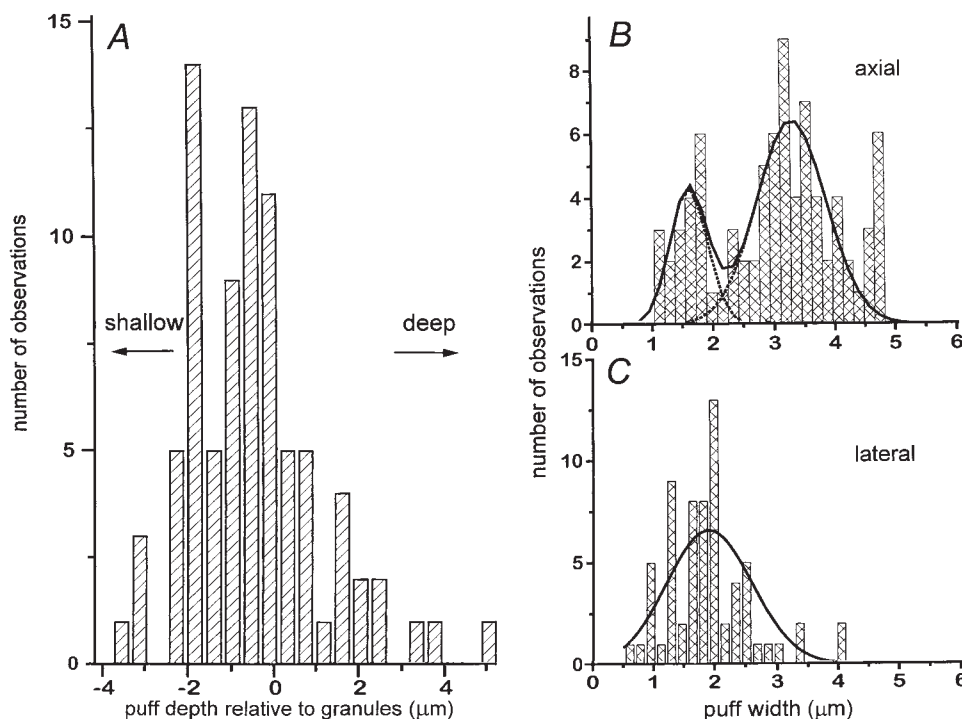 A
15
10
5
0
number of observations
shallow
deep
-4
-2
0
2
4
puff depth relative to granules (μm)
B
axial
8
6
4
2
0
0
1
2
3
4
5
6
number of observations
C
lateral
15
10
5
0
0
1
2
3
4
5
6
puff width (μm)